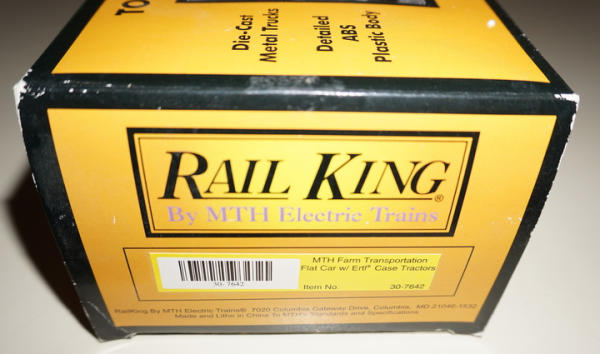 TO
Die-Cast
Metal Trucks
Detailed
ABS
Plastic Body
RAIL KING®
By MTH Electric Trains
30-7642
MTH Farm Transportation
Flat Car w/ Ertl® Case Tractors
Item No. 30-7642
RailKing By MTH Electric Trains® 7020 Columbia Gateway Drive, Columbia, MD 21046-1532
Made and Litho in China To MTH's Standards and Specifications